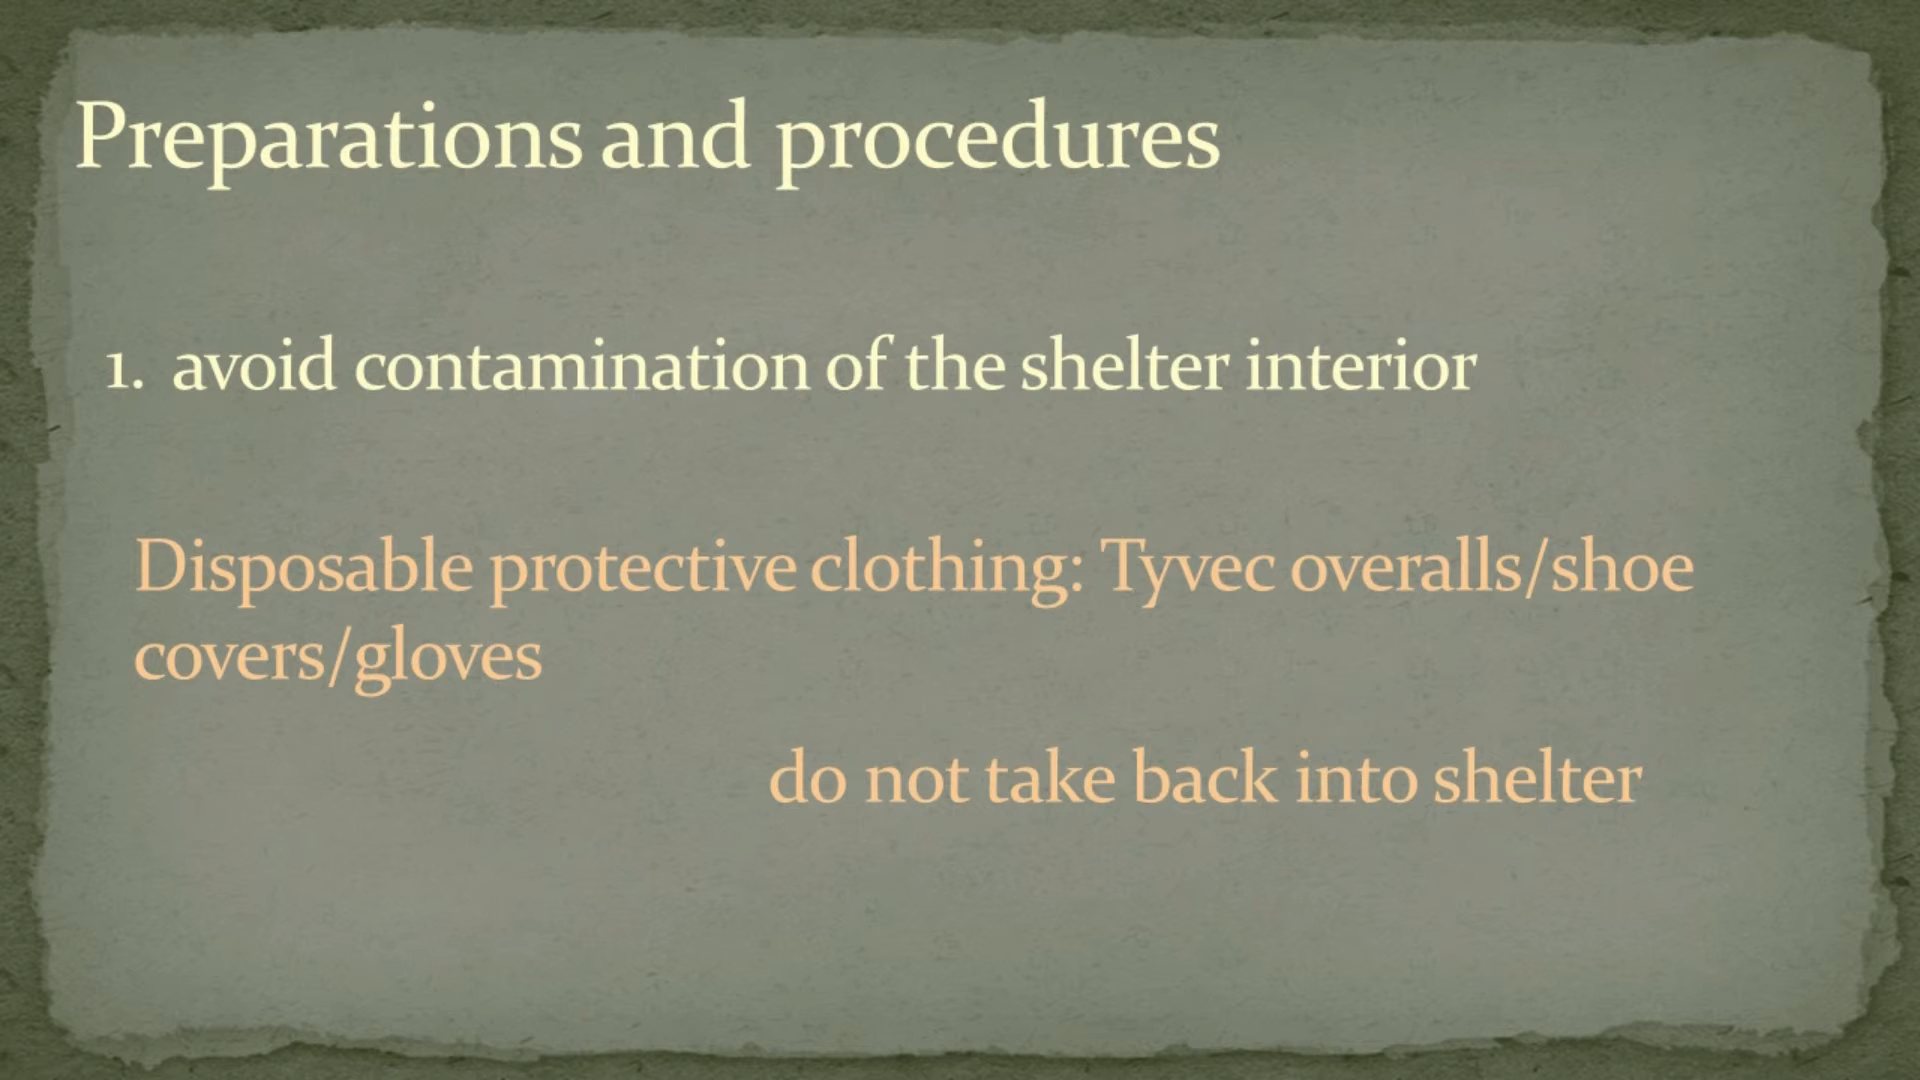 Preparations and procedures
1. avoid contamination of the shelter interior
Disposable protective clothing: Tyvec overalls/shoe
covers/gloves
do not take back into shelter